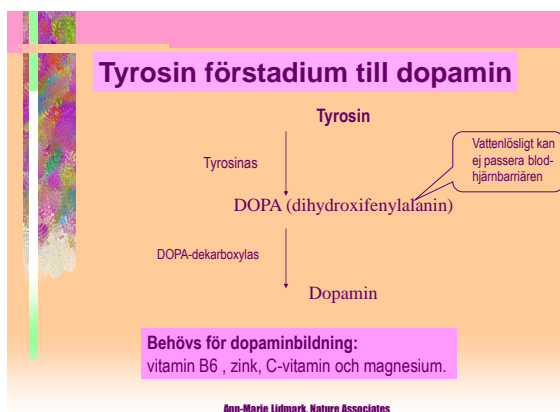 Tyrosin förstadium till dopamin
Tyrosin
Vattenlösligt kan
ej passera blod-
hjärnbarriären
Tyrosinas
DOPA (dihydroxifenylalanin)
DOPA-dekarboxylas
Dopamin
Behövs för dopaminbildning:
vitamin B6 , zink, C-vitamin och magnesium.
Ann-Marie Lidmark, Nature Associates